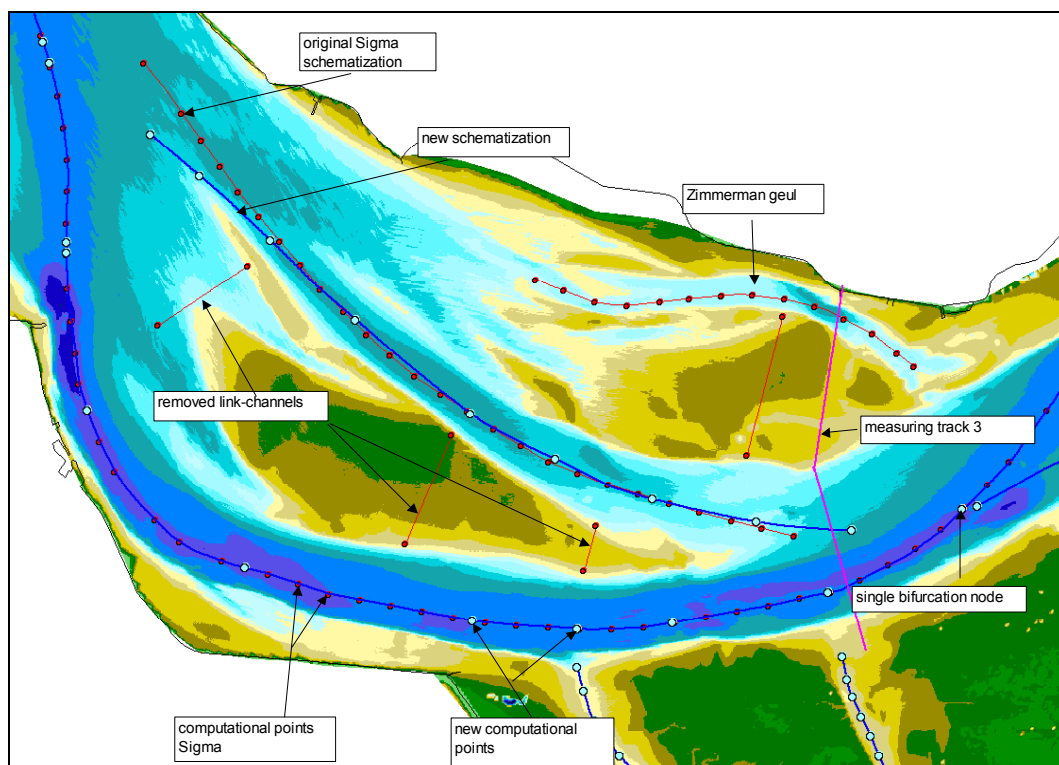 original Sigma
schematization
new schematization
Zimmerman geul
removed link-channels
measuring track 3
single bifurcation node
computational points
Sigma
new computational
points